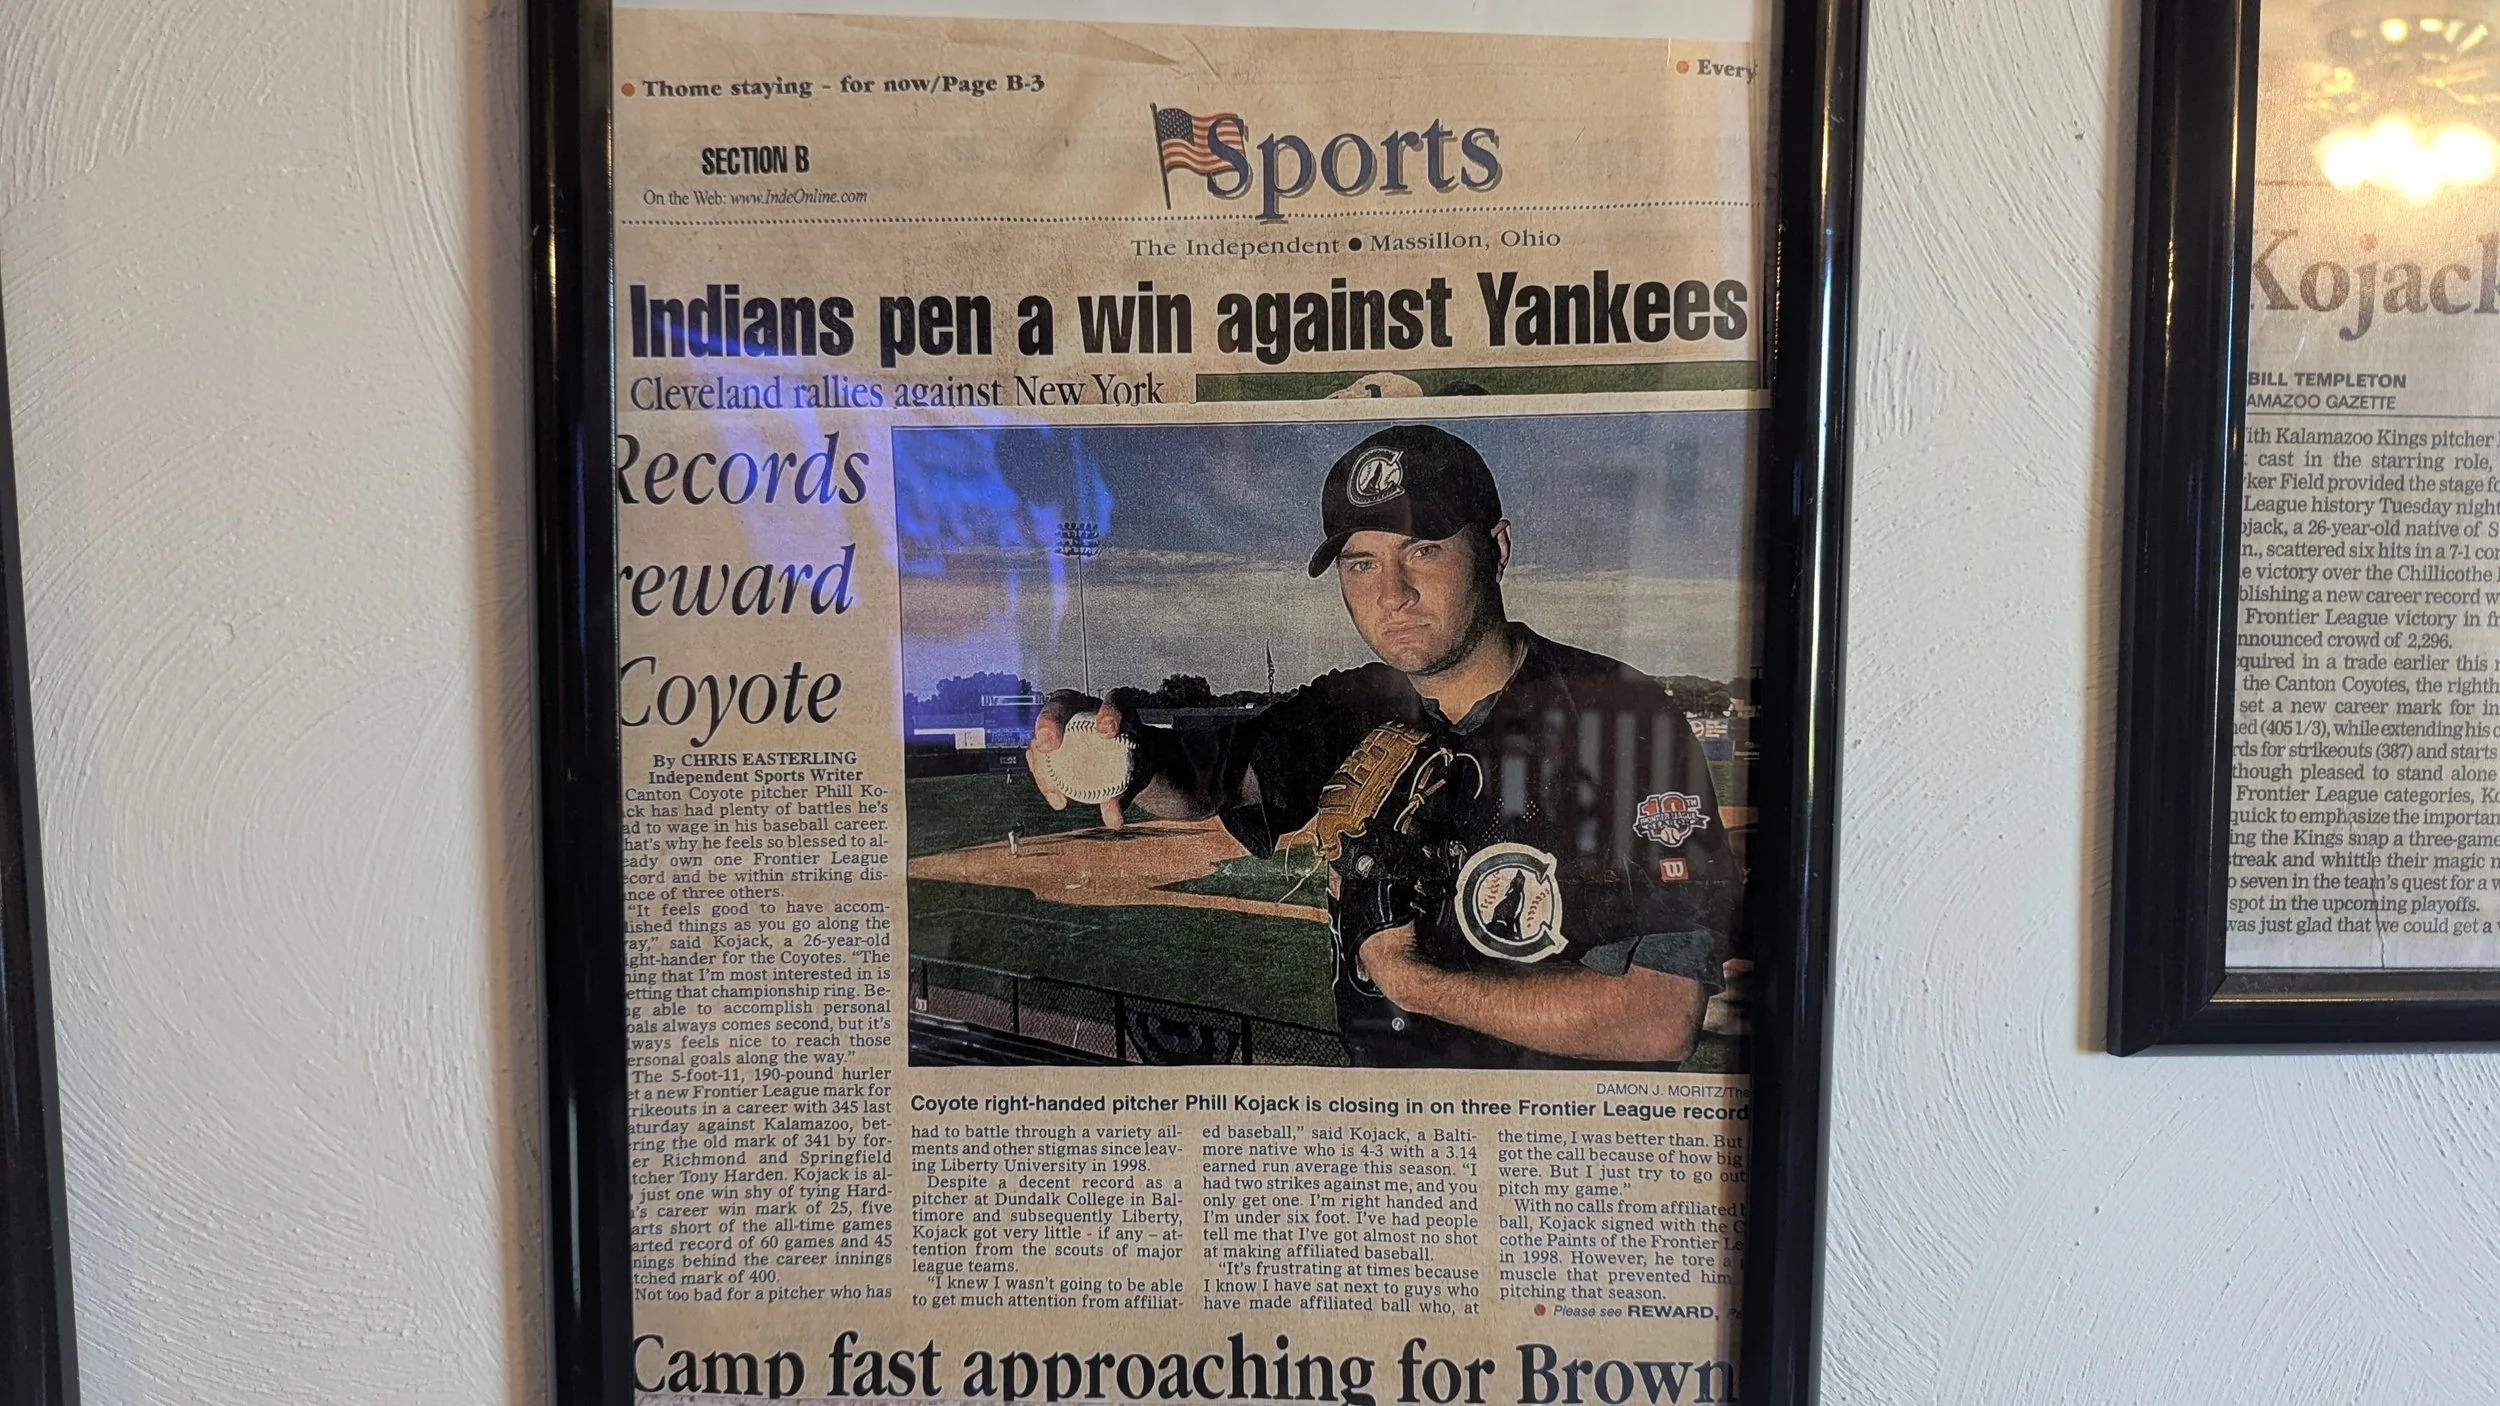 Thome staying - for now/Page B-3
Every
SECTION B
On the Web: www.IndeOnline.com
Sports
The Independent ● Massillon, Ohio
Indians pen a win against Yankees
Cleveland rallies against New York
Records
reward
Coyote
By CHRIS EASTERLING
Independent Sports Writer
Canton Coyote pitcher Phill Ko-
ck has had plenty of battles he's
ad to wage in his baseball career.
hat's why he feels so blessed to al-
eady own one Frontier League
ecord and be within striking dis-
nce of three others.
"It feels good to have accom-
lished things as you go along the
ay," said Kojack, a 26-year-old
ight-hander for the Coyotes. "The
ing that I'm most interested in is
etting that championship ring. Be-
g able to accomplish personal
oals always comes second, but it's
lways feels nice to reach those
ersonal goals along the way."
The 5-foot-11, 190-pound hurler
et a new Frontier League mark for
rikeouts in a career with 345 last
aturday against Kalamazoo, bet-
ring the old mark of 341 by for-
er Richmond and Springfield
tcher Tony Harden. Kojack is al-
just one win shy of tying Hard-
's career win mark of 25, five
arts short of the all-time games
arted record of 60 games and 45
nings behind the career innings
tched mark of 400.
Not too bad for a pitcher who has
10TH
W
DAMON J. MORITZ/The
Coyote right-handed pitcher Phill Kojack is closing in on three Frontier League record
had to battle through a variety ail-
ments and other stigmas since leav-
ing Liberty University in 1998.
Despite a decent record as a
pitcher at Dundalk College in Bal-
timore and subsequently Liberty,
Kojack got very little - if any – at-
tention from the scouts of major
league teams.
"I knew I wasn't going to be able
to get much attention from affiliat-
ed baseball," said Kojack, a Balti-
more native who is 4-3 with a 3.14
earned run average this season. "I
had two strikes against me, and you
only get one. I'm right handed and
I'm under six foot. I've had people
tell me that I've got almost no shot
at making affiliated baseball.
"It's frustrating at times because
I know I have sat next to guys who
have made affiliated ball who, at
the time, I was better than. But
got the call because of how big
were. But I just try to go out
pitch my game."
With no calls from affiliated
ball, Kojack signed with the C
cothe Paints of the Frontier Le
in 1998. However, he tore a
muscle that prevented him
pitching that season.
Please see REWARD,
Camp fast approaching for Brown
Kojack
BILL TEMPLETON
AMAZOO GAZETTE
ith Kalamazoo Kings pitcher
cast in the starring role,
ker Field provided the stage fo
League history Tuesday night
ojack, a 26-year-old native of S
n., scattered six hits in a 7-1 con
e victory over the Chillicothe
blishing a new career record w
Frontier League victory in fr
nnounced crowd of 2,296.
quired in a trade earlier this
the Canton Coyotes, the righth
set a new career mark for in
ed (405 1/3), while extending his c
rds for strikeouts (387) and starts
though pleased to stand alone
Frontier League categories, Ko
quick to emphasize the importan
ing the Kings snap a three-game
treak and whittle their magic n
o seven in the team's quest for a w
spot in the upcoming playoffs.
was just glad that we could get a